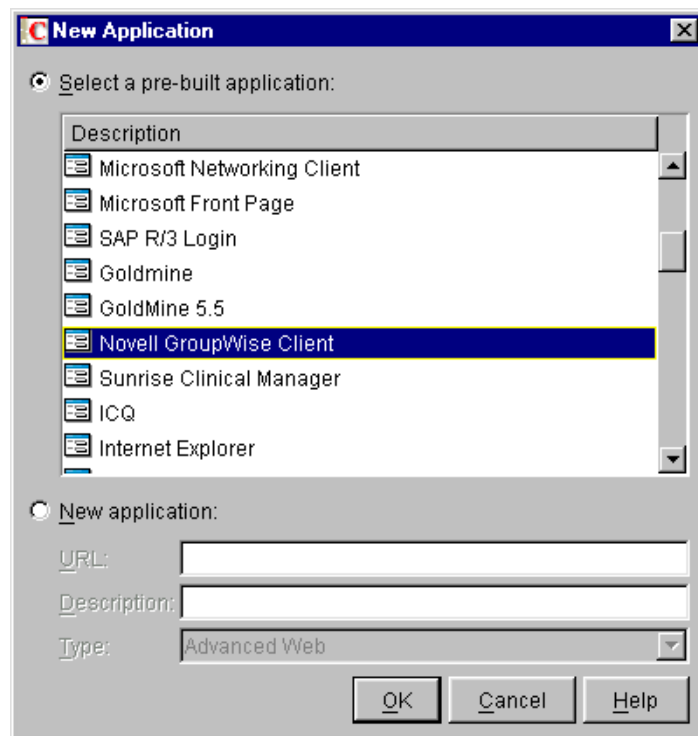 C New Application
Select a pre-built application:
Description
Microsoft Networking Client
Microsoft Front Page
SAP R/3 Login
Goldmine
GoldMine 5.5
Novell GroupWise Client
Sunrise Clinical Manager
ICQ
Internet Explorer
New application:
URL:
Description:
Type: Advanced Web
OK Cancel Help